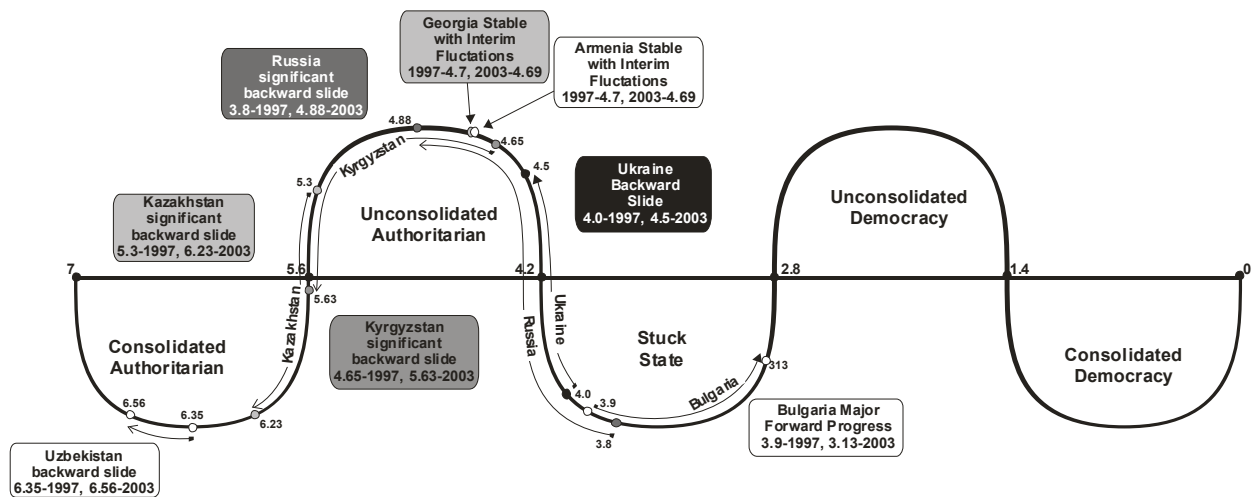 Georgia Stable
with Interim
Fluctations
1997-4.7, 2003-4.69
Armenia Stable
with Interim
Fluctations
1997-4.7, 2003-4.69
Russia
significant
backward slide
3.8-1997, 4.88-2003
4.88
4.65
4.5
Kyrgyzstan
5.3
Ukraine
Backward
Slide
4.0-1997, 4.5-2003
Kazakhstan
significant
backward slide
5.3-1997, 6.23-2003
Unconsolidated
Authoritarian
Unconsolidated
Democracy
7
5.6
4.2
2.8
1.4
0
5.63
Kazakhstan
Ukraine
Russia
Kyrgyzstan
significant
backward slide
4.65-1997, 5.63-2003
Consolidated
Authoritarian
Stuck
State
Consolidated
Democracy
313
Bulgaria
6.56
6.35
6.23
4.0
3.9
3.8
Bulgaria Major
Forward Progress
3.9-1997, 3.13-2003
Uzbekistan
backward slide
6.35-1997, 6.56-2003